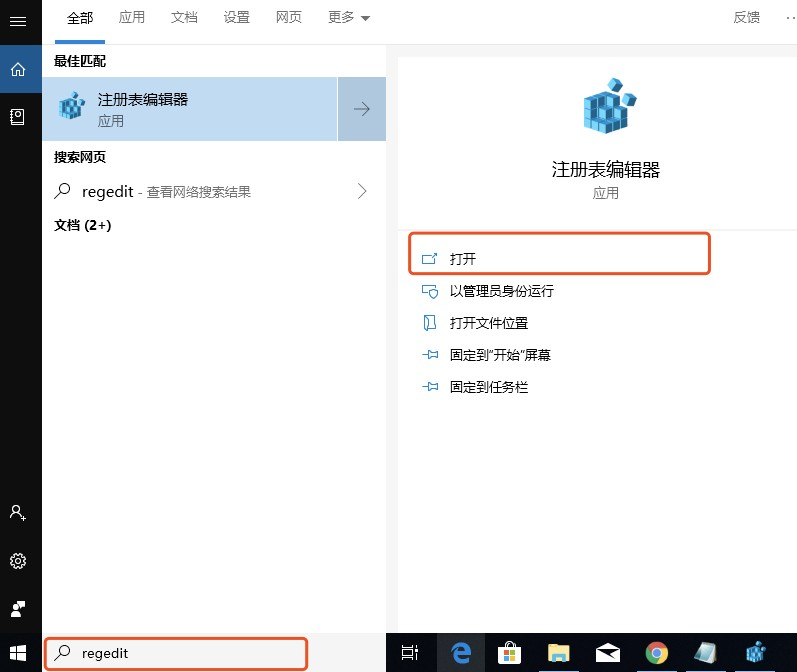 全部 应用 文档 设置 网页 更多 反馈 ··
最佳匹配
注册表编辑器
应用
搜索网页
regedit - 查看网络搜索结果
文档 (2+)
注册表编辑器
应用
打开
以管理员身份运行
打开文件位置
固定到"开始"屏幕
固定到任务栏
regedit